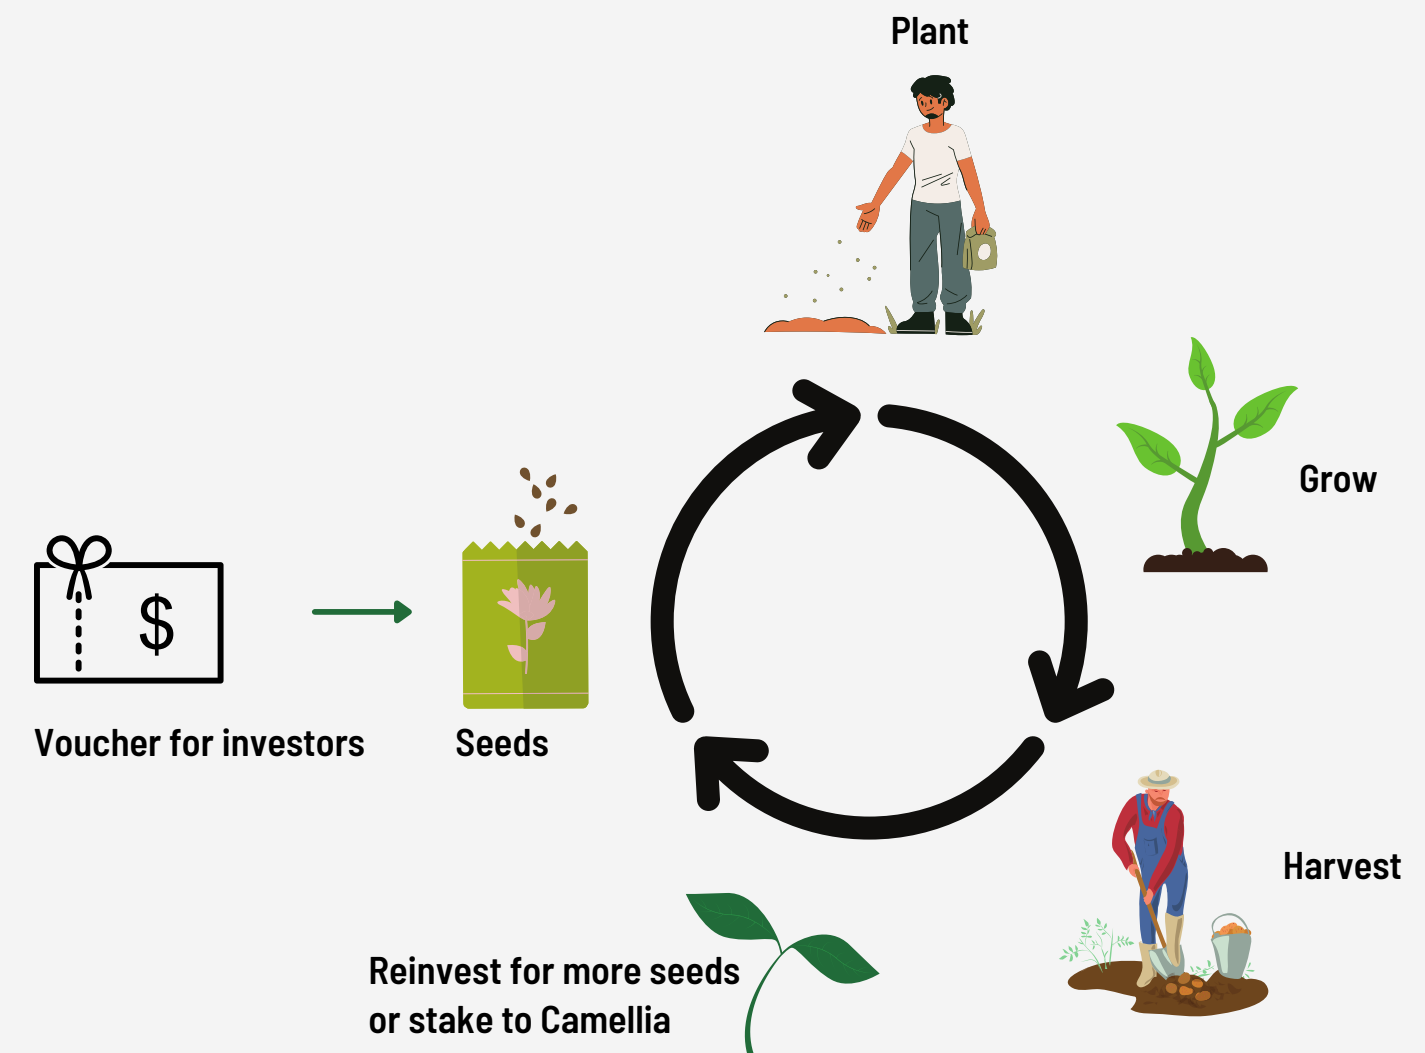 Plant
Grow
$
Voucher for investors
Seeds
Harvest
Reinvest for more seeds
or stake to Camellia